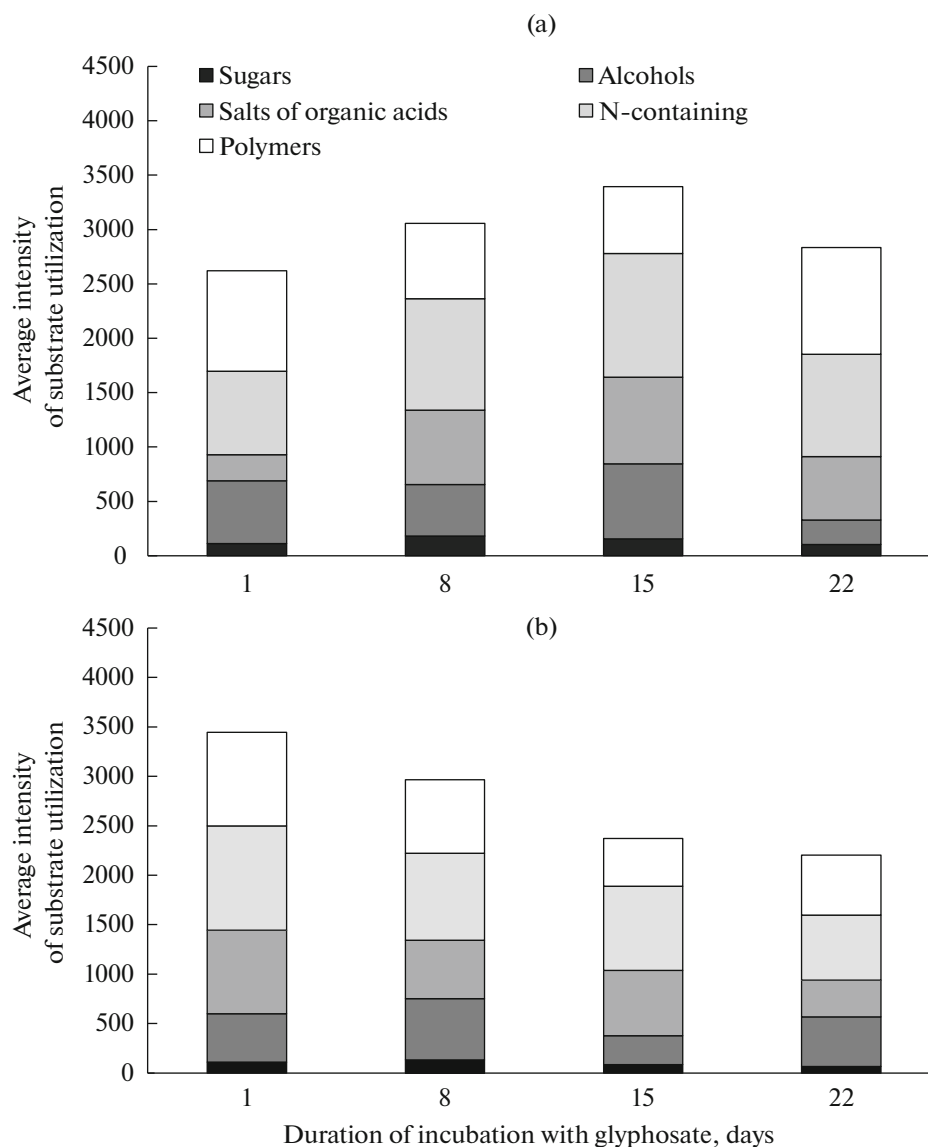 (a)
4500
4000
3500
3000
2500
2000
1500
1000
500
0
Average intensity
of substrate utilization
Sugars
Alcohols
Salts of organic acids
N-containing
Polymers
1 8 15 22
(b)
4500
4000
3500
3000
2500
2000
1500
1000
500
0
Average intensity
of substrate utilization
1 8 15 22
Duration of incubation with glyphosate, days